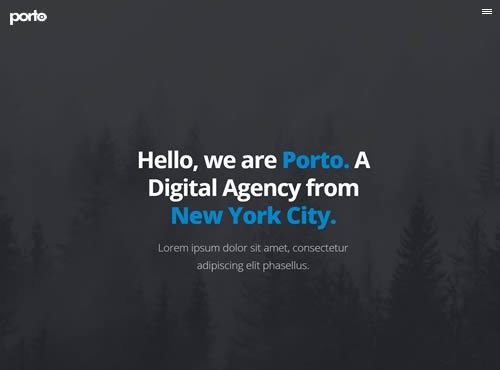 porto
Hello, we are Porto. A
Digital Agency from
New York City.
Lorem ipsum dolor sit amet, consectetur
adipiscing elit phasellus.